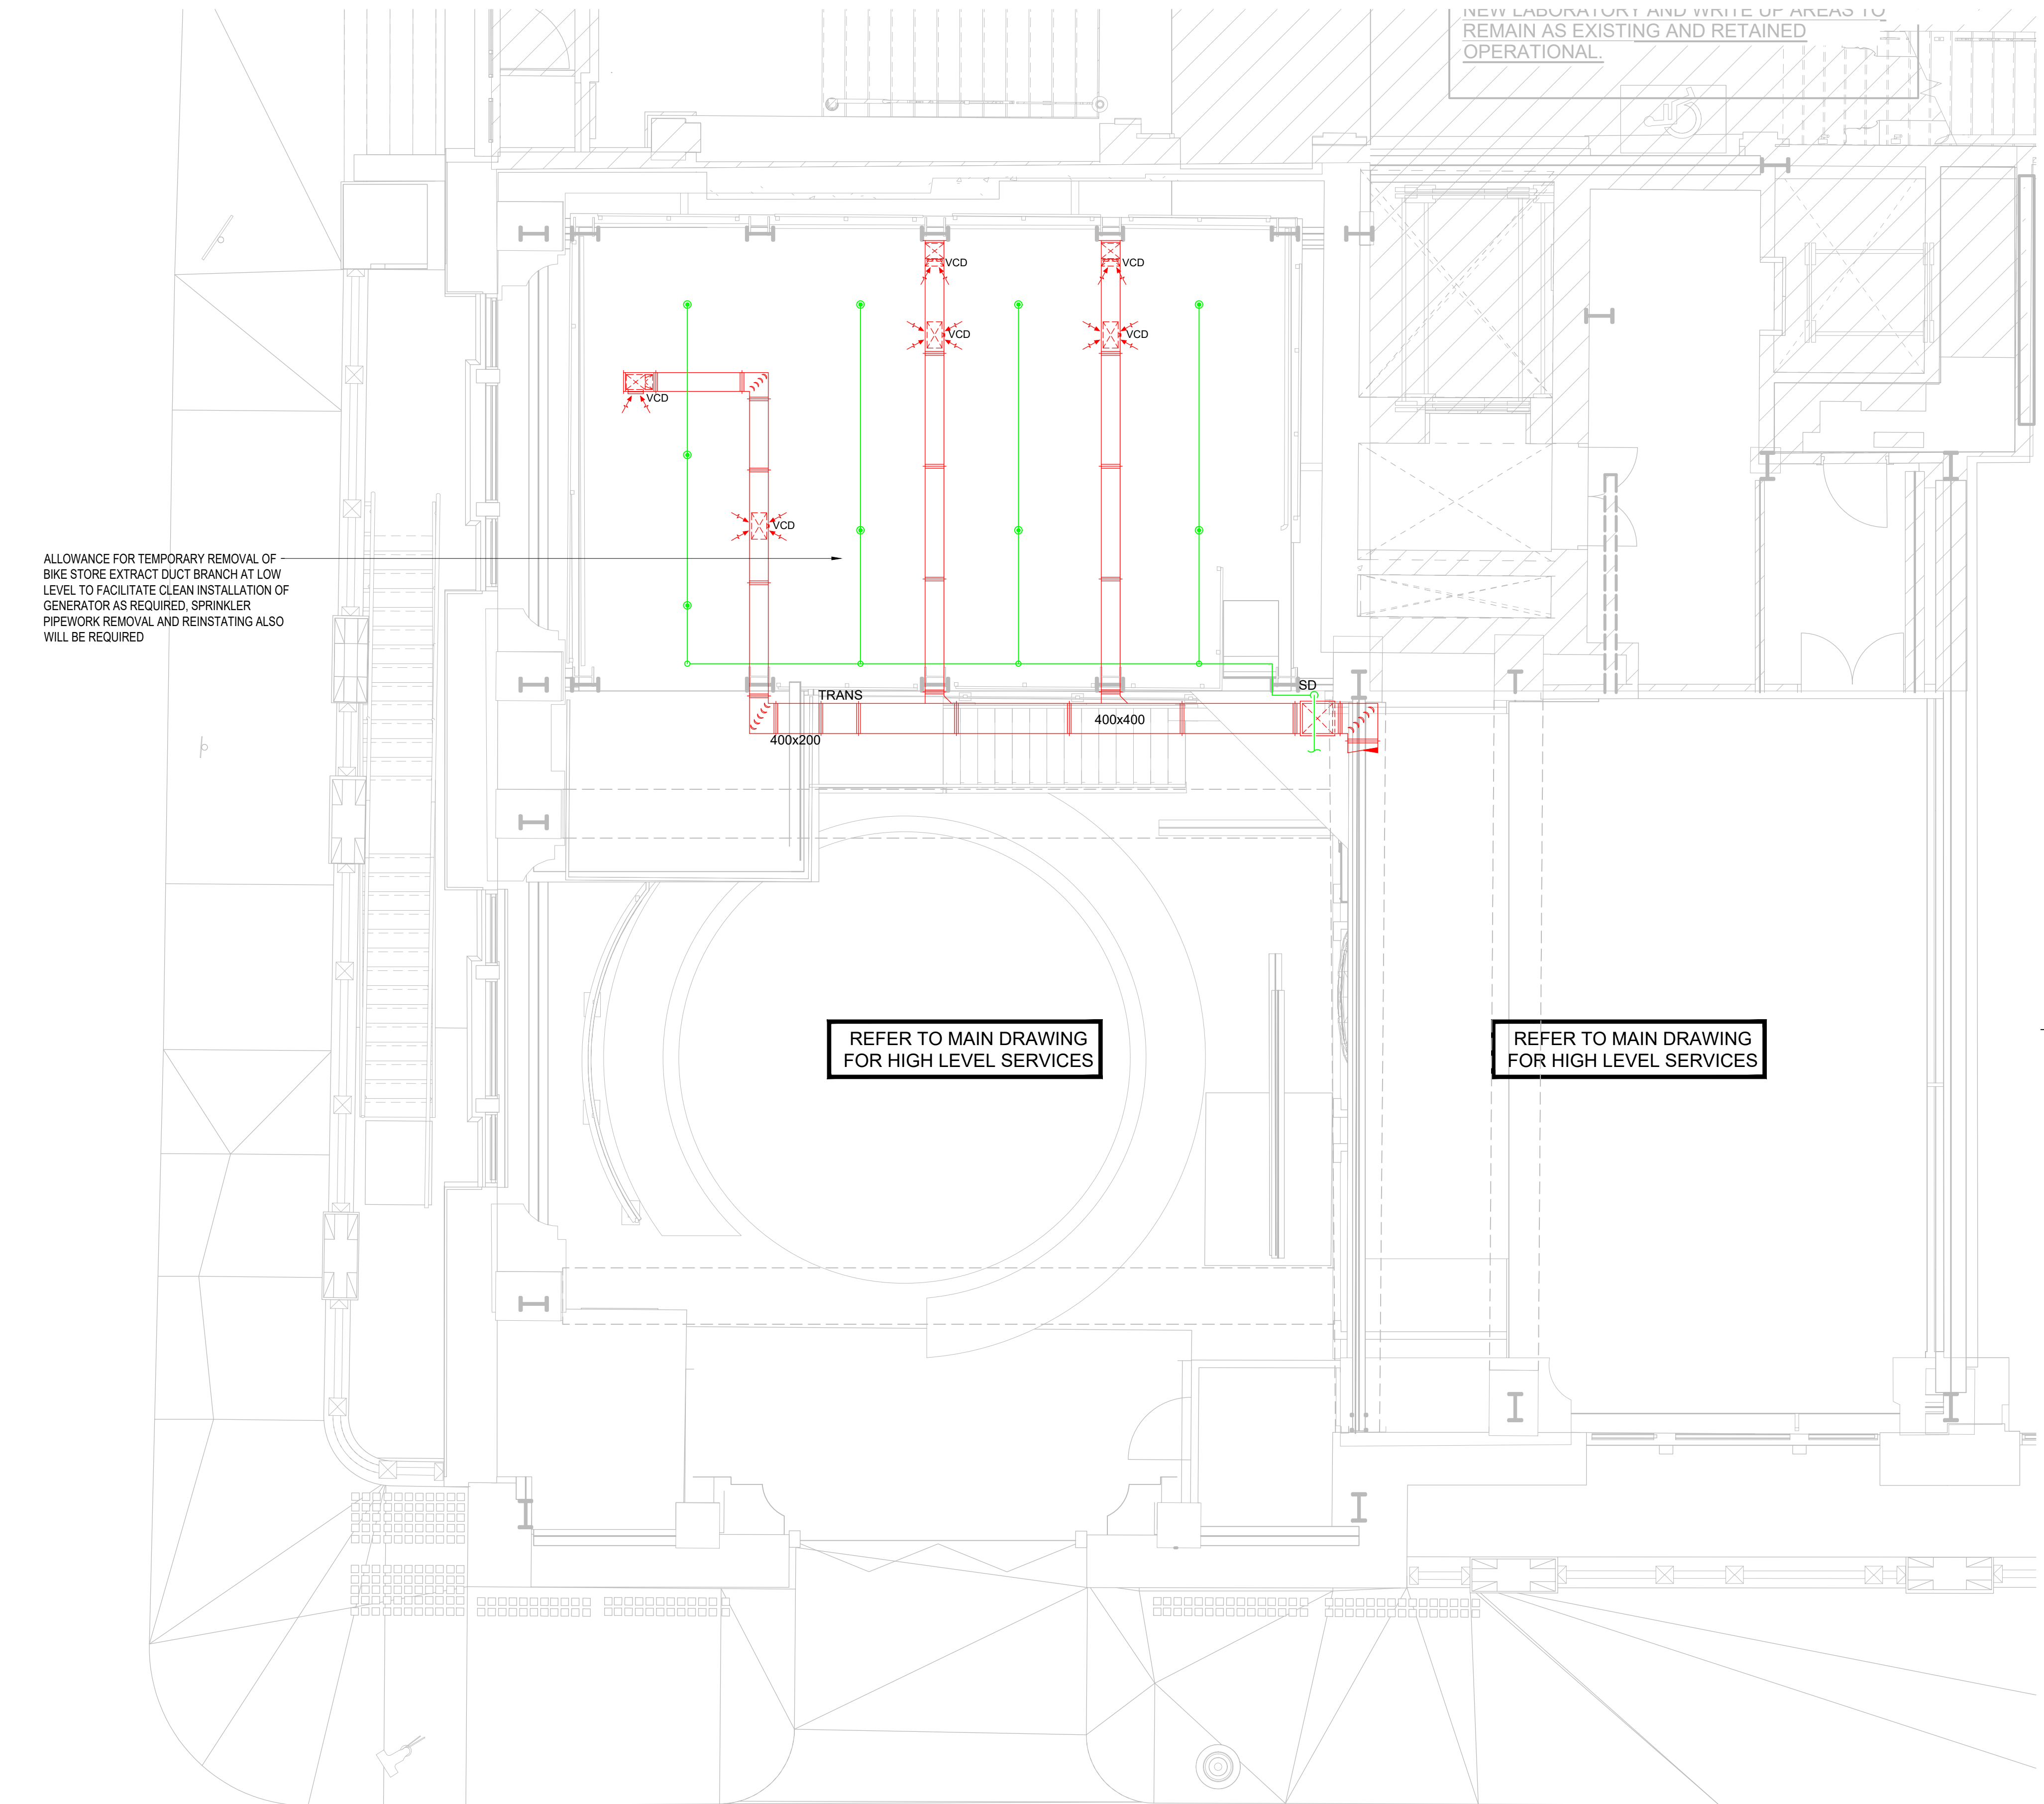 NEW LABORATORY AND WRITE UP AREAS TO
REMAIN AS EXISTING AND RETAINED
OPERATIONAL.
VCD
VCD
VCD
VCD
VCD
VCD
ALLOWANCE FOR TEMPORARY REMOVAL OF
BIKE STORE EXTRACT DUCT BRANCH AT LOW
LEVEL TO FACILITATE CLEAN INSTALLATION OF
GENERATOR AS REQUIRED, SPRINKLER
PIPEWORK REMOVAL AND REINSTATING ALSO
WILL BE REQUIRED
SD
TRANS
400x400
400x200
REFER TO MAIN DRAWING
FOR HIGH LEVEL SERVICES
REFER TO MAIN DRAWING
FOR HIGH LEVEL SERVICES